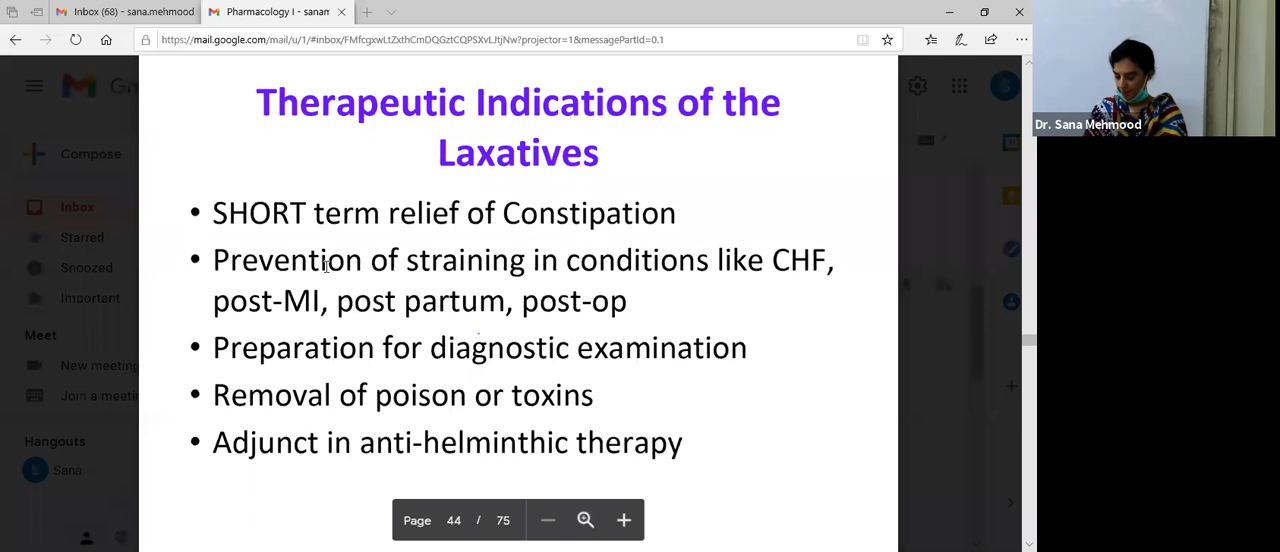 Inbox (68) - sana.mehmood
Pharmacology I - sanam
https://mail.google.com/mail/u/1/#inbox/FMfcgxwLtZxthCmDQGztCQPSXvLJtjNw?projector=1&messagePartId=0.1
Compose
Inbox
Starred
Snoozed
Important
Meet
New meeting
Join a meetin
Hangouts
Sana
Therapeutic Indications of the
Laxatives
• SHORT term relief of Constipation
• Prevention of straining in conditions like CHF,
post-MI, post partum, post-op
• Preparation for diagnostic examination
• Removal of poison or toxins
• Adjunct in anti-helminthic therapy
Page 44 / 75
Dr. Sana Mehmood